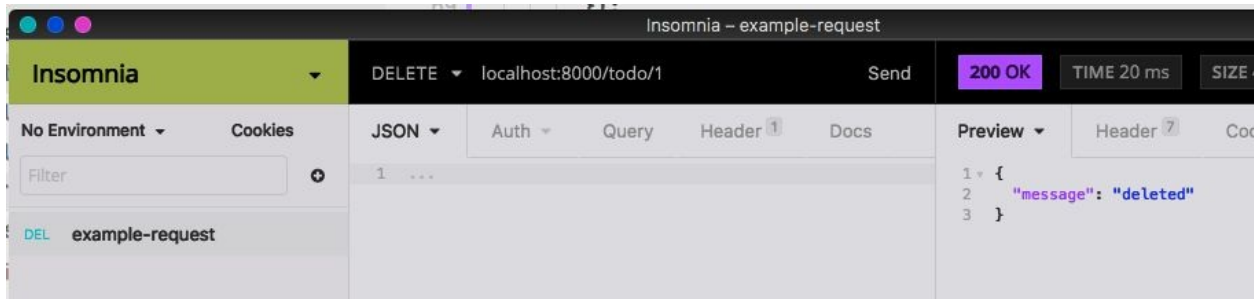 Insomnia – example-request
Insomnia
DELETE localhost:8000/todo/1 Send
200 OK TIME 20 ms SIZE
No Environment Cookies
JSON Auth Query Header 1 Docs
Preview Header 7
Filter
1 ...
1 {
2 "message": "deleted"
3 }
DEL example-request